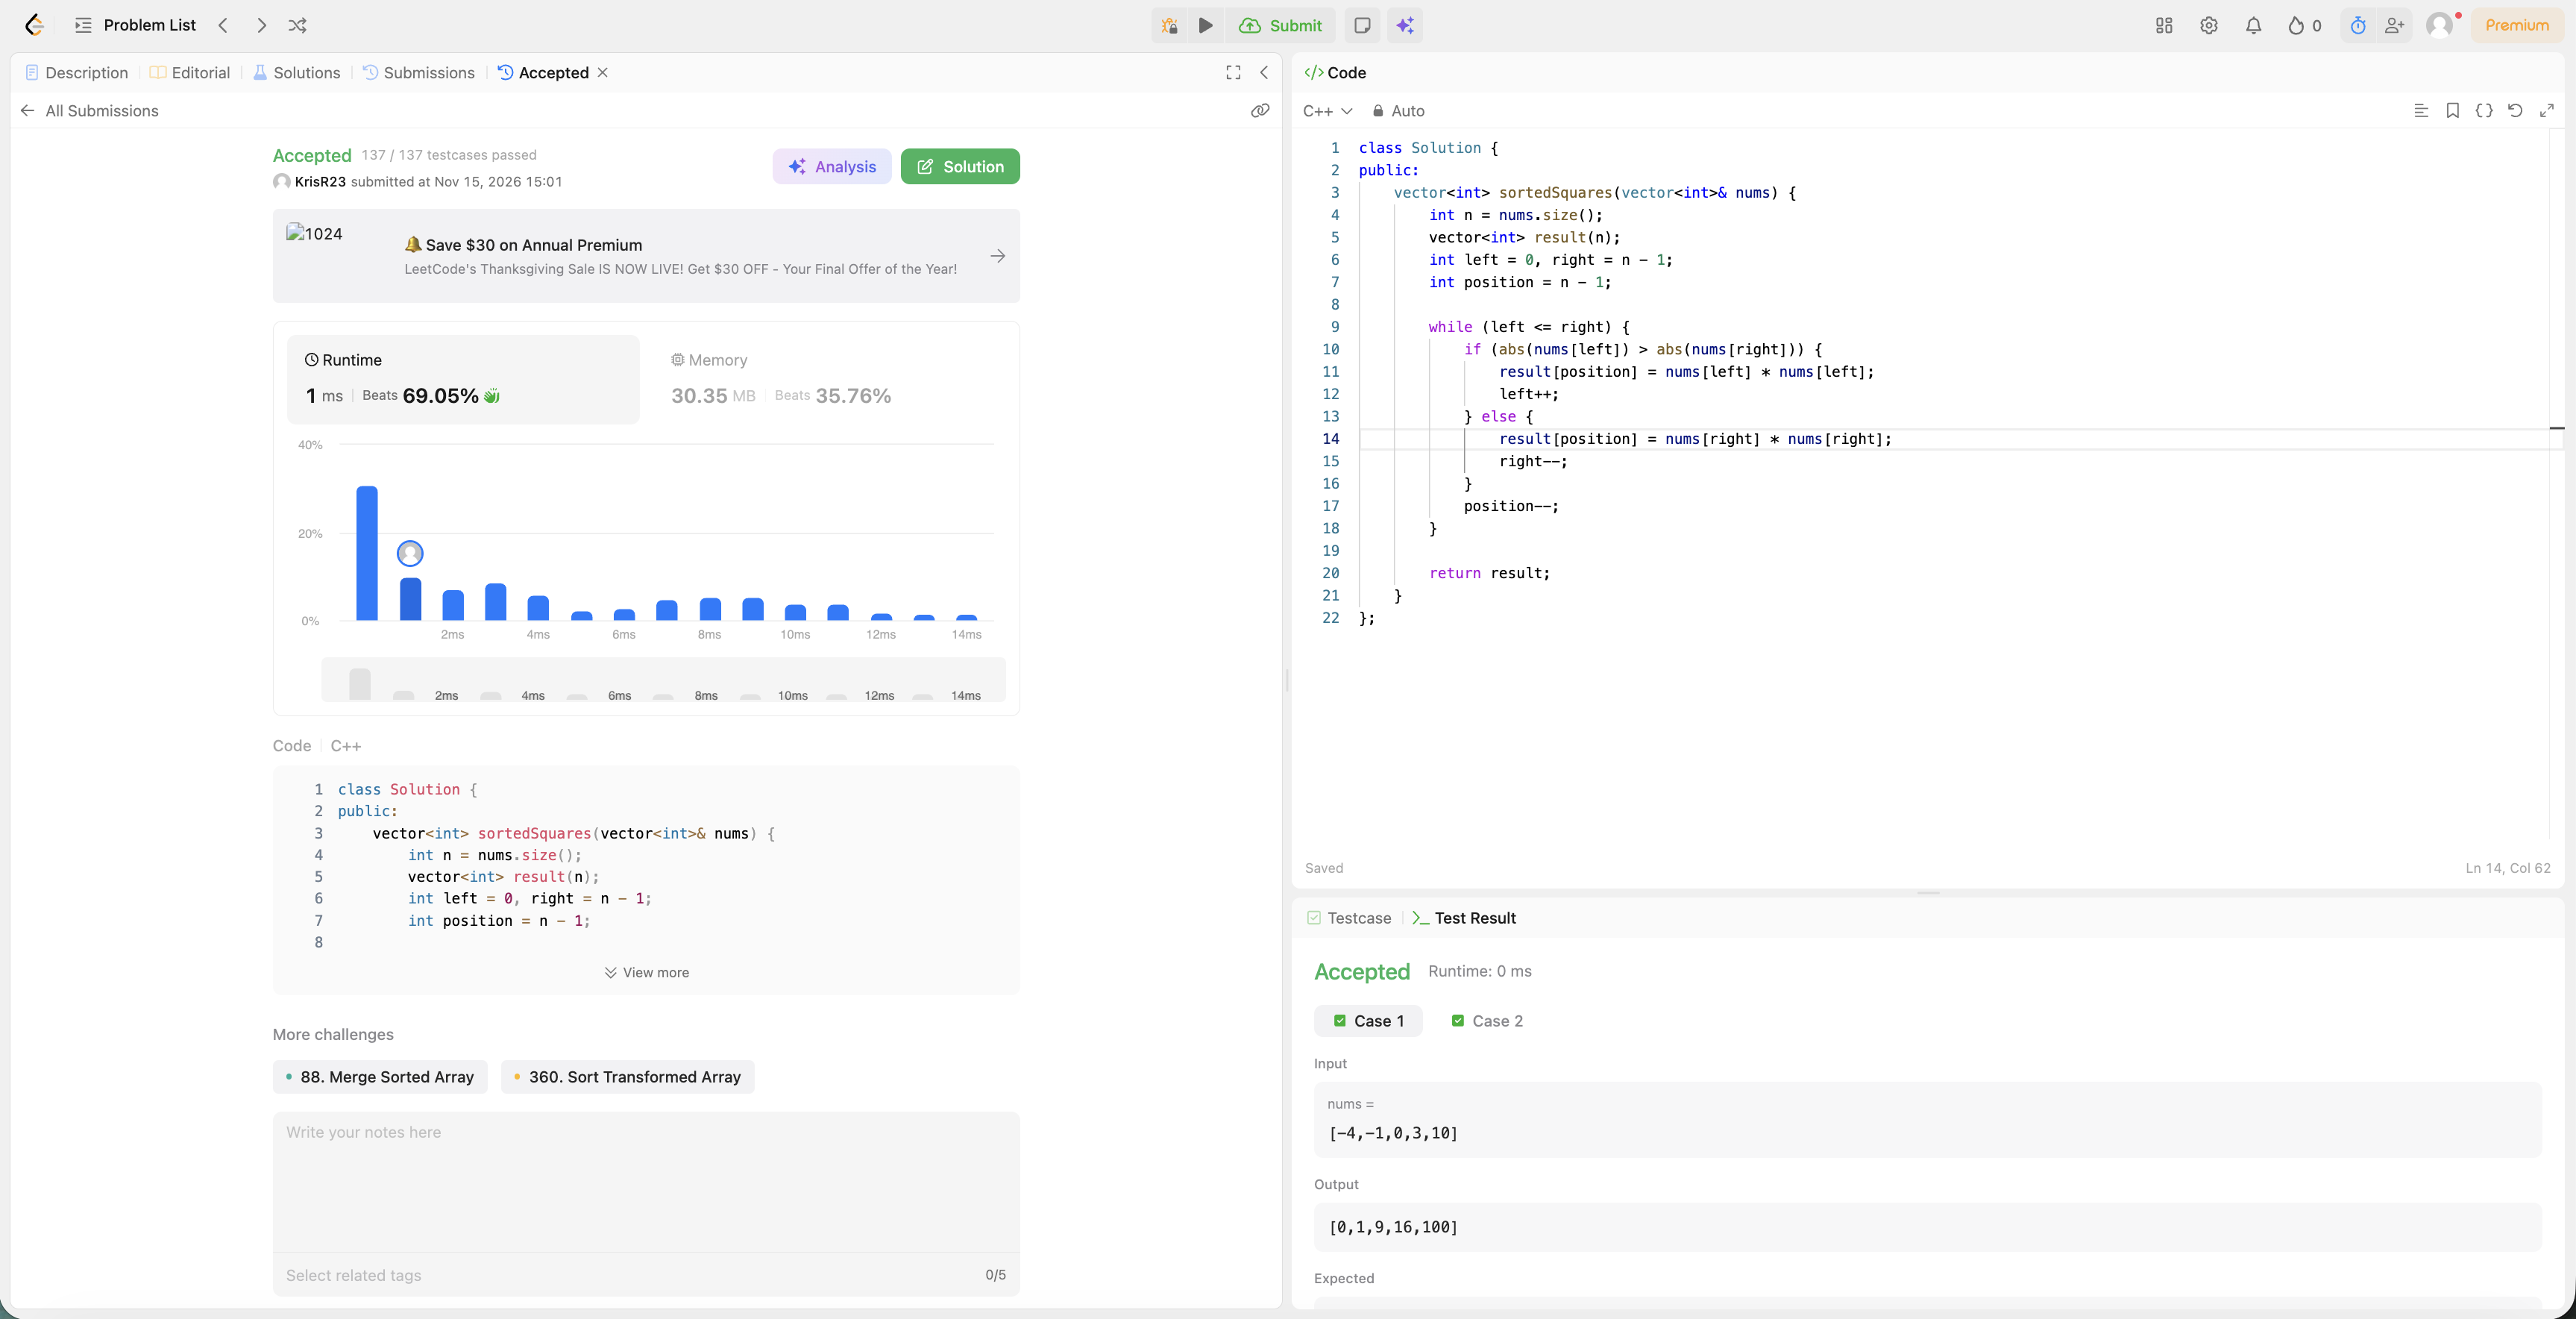 Problem List
Submit
0
Premium
Description
Editorial
Solutions
Submissions
Accepted
All Submissions
Accepted 137 / 137 testcases passed
KrisR23 submitted at Nov 15, 2026 15:01
Analysis
Solution
1024
Save $30 on Annual Premium
LeetCode's Thanksgiving Sale IS NOW LIVE! Get $30 OFF - Your Final Offer of the Year!
Runtime
1 ms Beats 69.05%
Memory
30.35 MB Beats 35.76%
40%
20%
0%
2ms 4ms 6ms 8ms 10ms 12ms 14ms
2ms 4ms 6ms 8ms 10ms 12ms 14ms
Code C++
1 class Solution {
2 public:
3     vector<int> sortedSquares(vector<int>& nums) {
4         int n = nums.size();
5         vector<int> result(n);
6         int left = 0, right = n - 1;
7         int position = n - 1;
8
View more
More challenges
88. Merge Sorted Array
360. Sort Transformed Array
Write your notes here
Select related tags
0/5
</> Code
C++ Auto
1 class Solution {
2 public:
3     vector<int> sortedSquares(vector<int>& nums) {
4         int n = nums.size();
5         vector<int> result(n);
6         int left = 0, right = n - 1;
7         int position = n - 1;
8
9         while (left <= right) {
10             if (abs(nums[left]) > abs(nums[right])) {
11                 result[position] = nums[left] * nums[left];
12                 left++;
13             } else {
14                 result[position] = nums[right] * nums[right];
15                 right--;
16             }
17             position--;
18         }
19
20         return result;
21     }
22 };
Saved
Ln 14, Col 62
Testcase
Test Result
Accepted Runtime: 0 ms
Case 1
Case 2
Input
nums =
[-4,-1,0,3,10]
Output
[0,1,9,16,100]
Expected